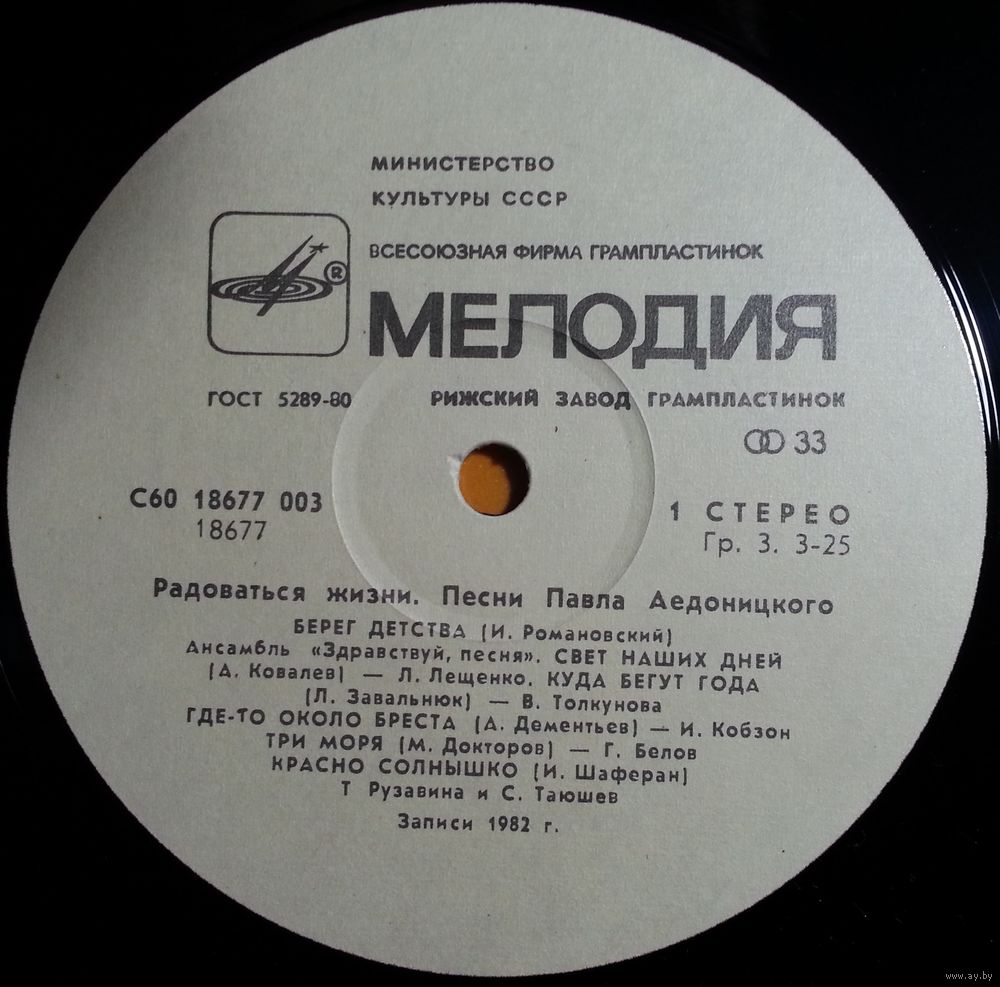 МИНИСТЕРСТВО
КУЛЬТУРЫ СССР
ВСЕСОЮЗНАЯ ФИРМА ГРАМПЛАСТИНОК
®
МЕЛОДИЯ
ГОСТ 5289-80 РИЖСКИЙ ЗАВОД ГРАМПЛАСТИНОК
33
С60 18677 003
18677
1 СТЕРЕО
Гр. 3. 3-25
Радоваться жизни. Песни Павла Аедоницкого
БЕРЕГ ДЕТСТВА (И. Романовский)
Ансамбль «Здравствуй, песня». СВЕТ НАШИХ ДНЕЙ
(А. Ковалев) — Л. Лещенко. КУДА БЕГУТ ГОДА
(Л. Завальнюк) — В. Толкунова
ГДЕ-ТО ОКОЛО БРЕСТА (А. Дементьев) — И. Кобзон
ТРИ МОРЯ (М. Докторов) — Г. Белов
КРАСНО СОЛНЫШКО (И. Шаферан)
Т Рузавина и С. Таюшев
Записи 1982 г.
www.ay.by